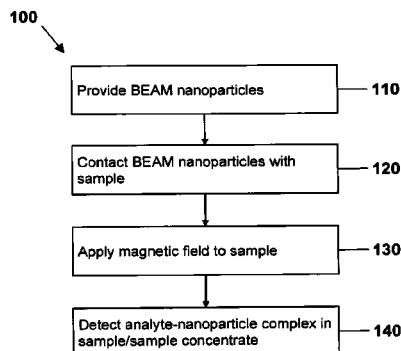 100
Provide BEAM nanoparticles
110
Contact BEAM nanoparticles with
sample
120
Apply magnetic field to sample
130
Detect analyte-nanoparticle complex in
sample/sample concentrate
140